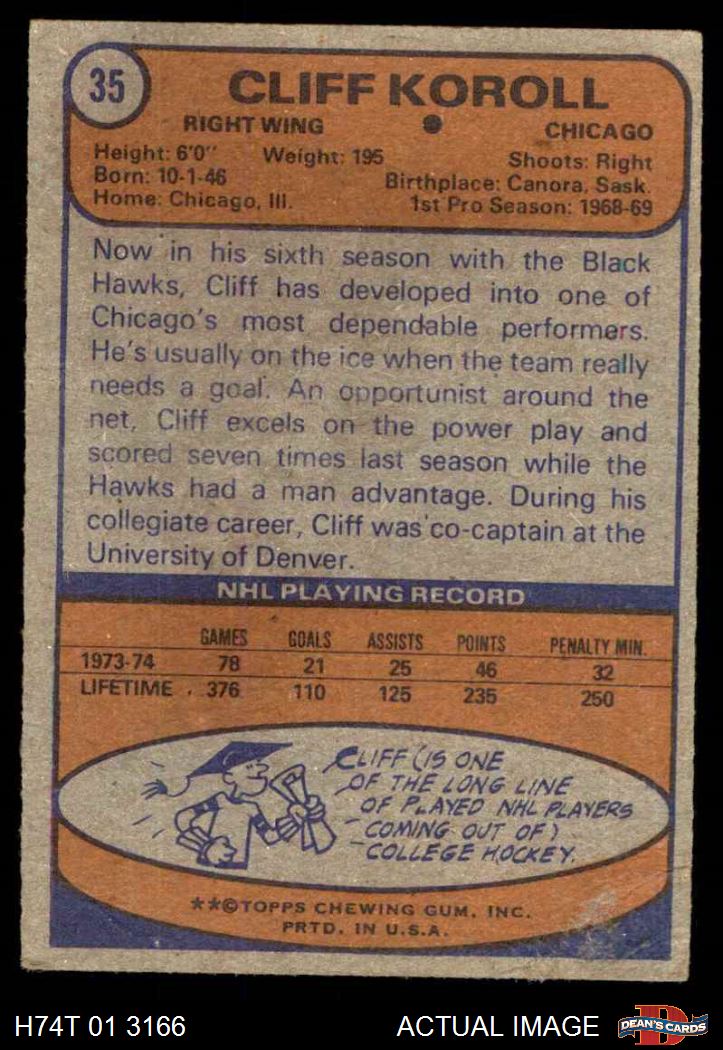 35
CLIFF KOROLL
RIGHT WING
CHICAGO
Height: 6'0" Weight: 195 Shoots: Right
Born: 10-1-46 Birthplace: Canora, Sask.
Home: Chicago, Ill. 1st Pro Season: 1968-69
Now in his sixth season with the Black
Hawks, Cliff has developed into one of
Chicago's most dependable performers.
He's usually on the ice when the team really
needs a goal. An opportunist around the
net, Cliff excels on the power play and
scored seven times last season while the
Hawks had a man advantage. During his
collegiate career, Cliff was co-captain at the
University of Denver.
NHL PLAYING RECORD
GAMES GOALS ASSISTS POINTS PENALTY MIN.
1973-74 78 21 25 46 32
LIFETIME 376 110 125 235 250
CLIFF (IS ONE
OF THE LONG LINE
OF PLAYED NHL PLAYERS
COMING OUT OF)
COLLEGE HOCKEY.
**©TOPPS CHEWING GUM, INC.
PRTD. IN U.S.A.
H74T 01 3166 ACTUAL IMAGE
DEAN'S CARDS